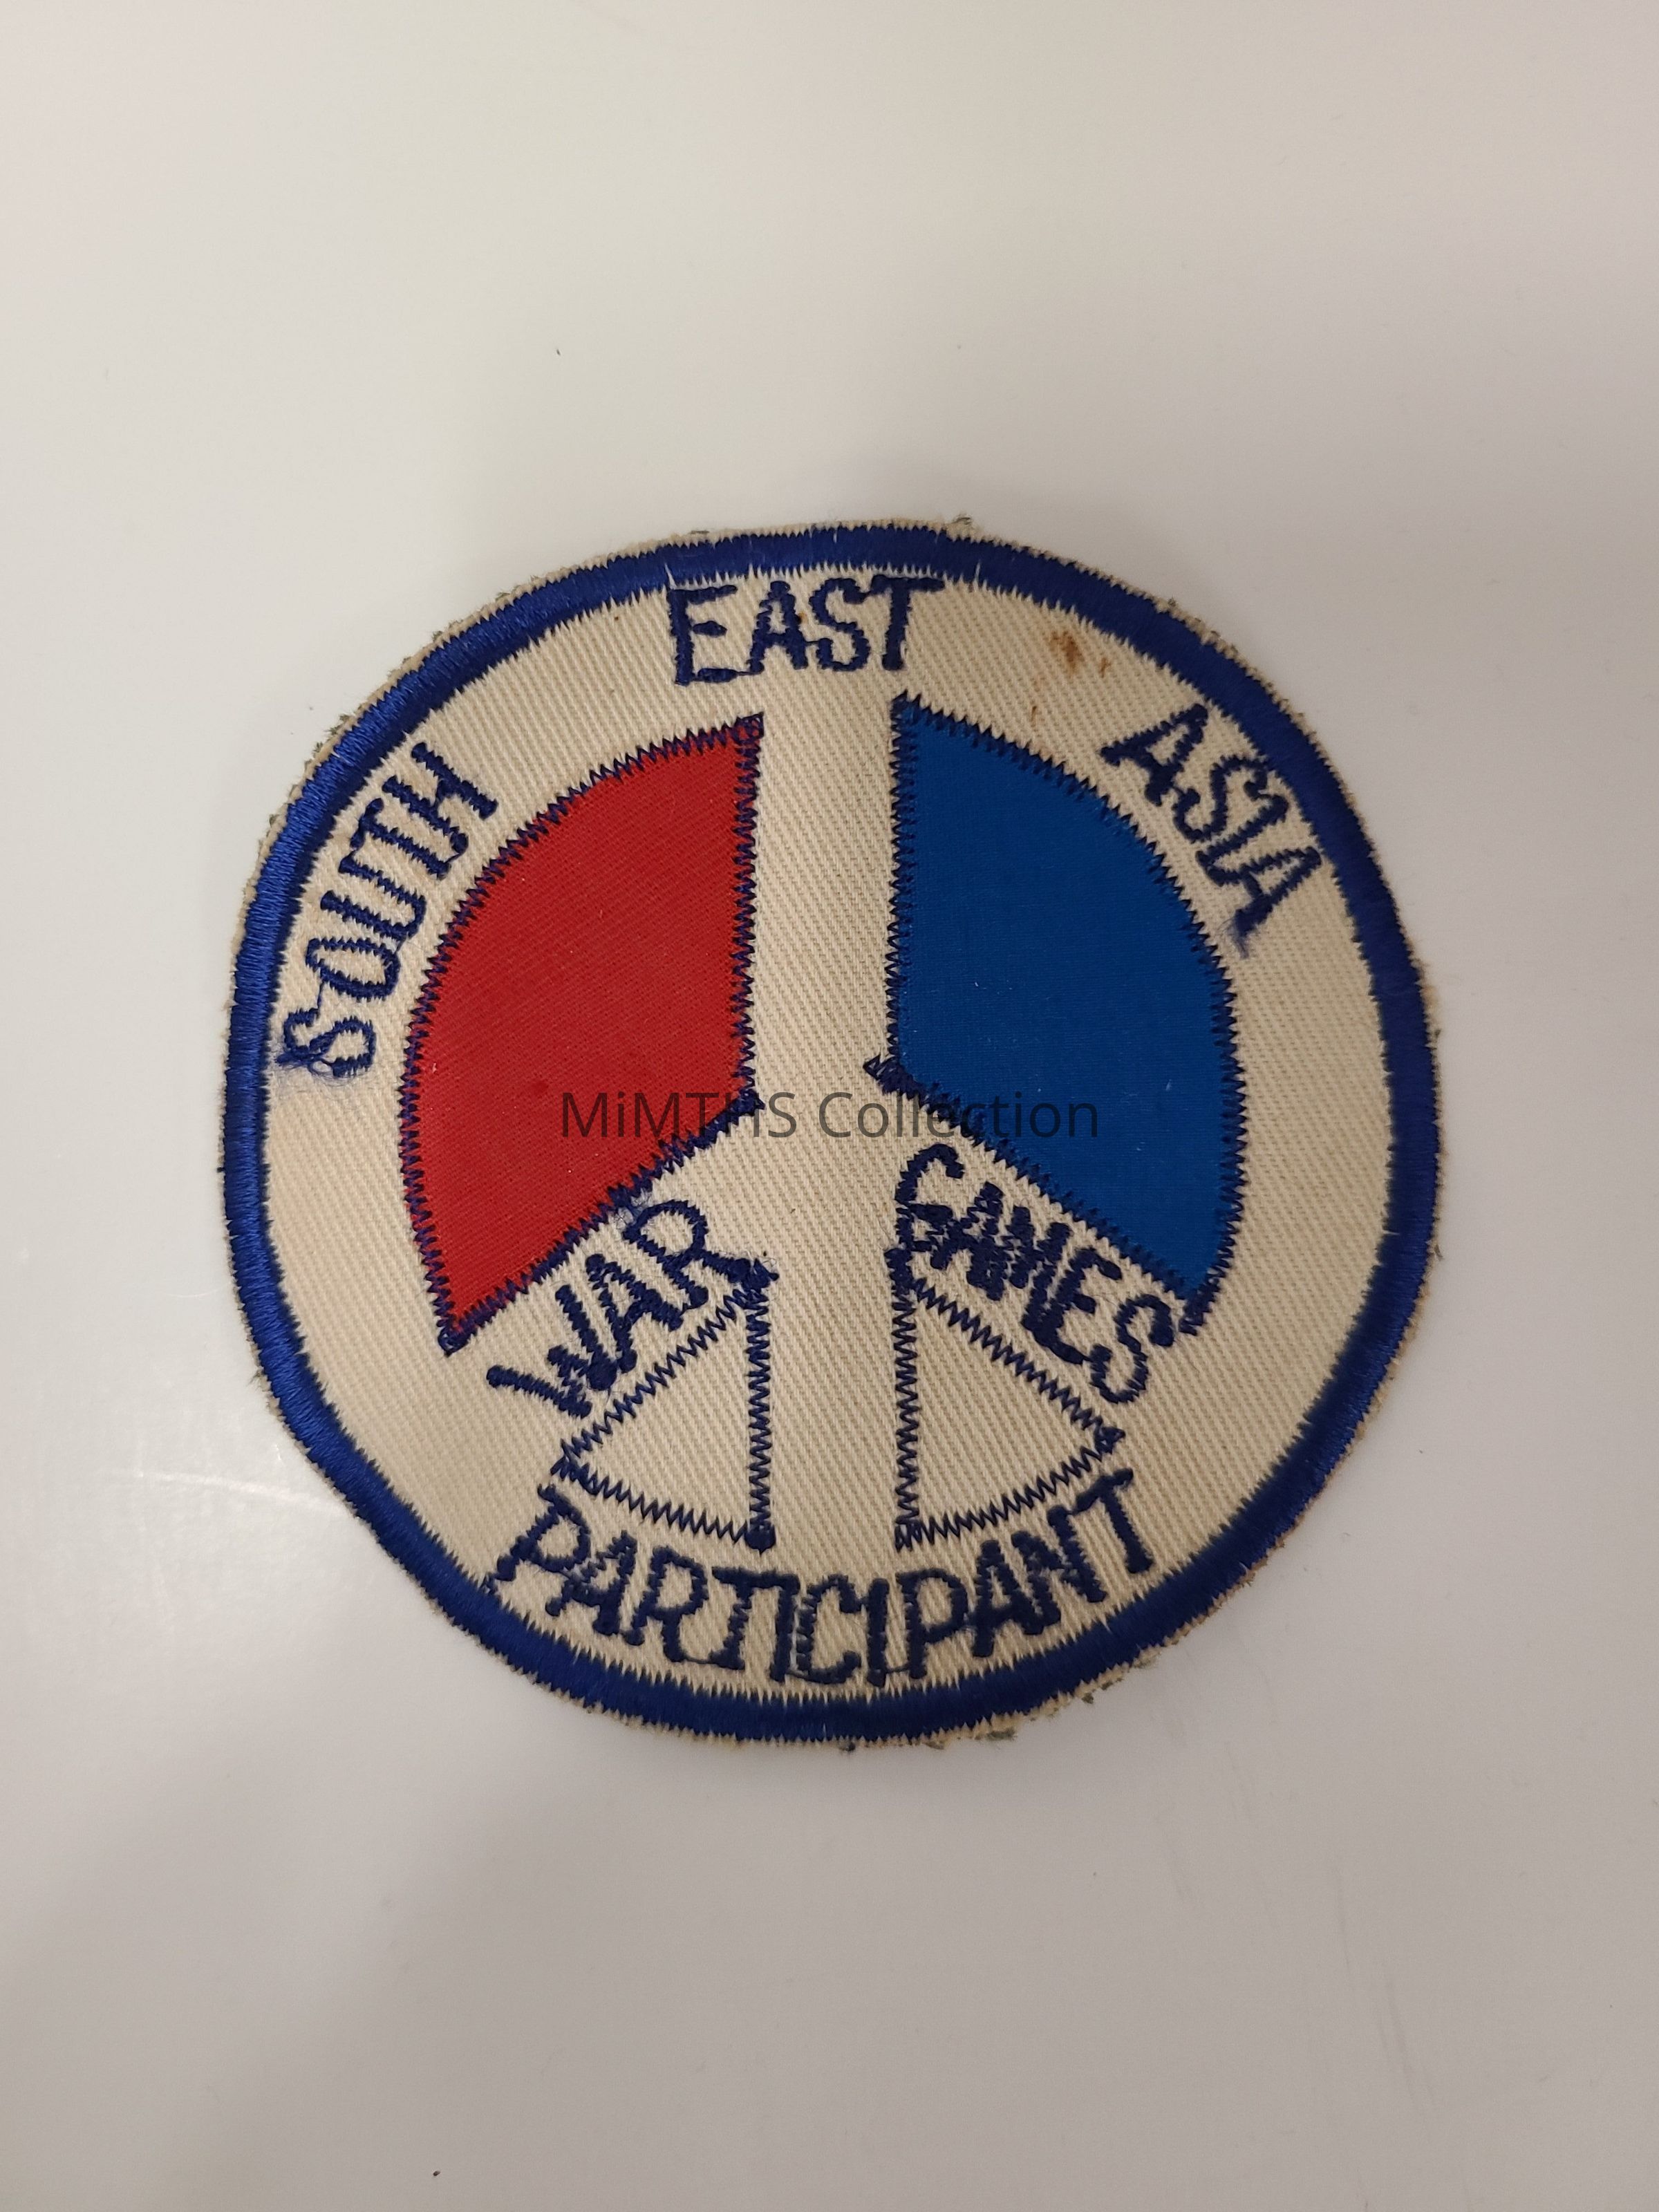 SOUTH EAST ASIA
WAR GAMES
PARTICIPANT
MiMTHS Collection